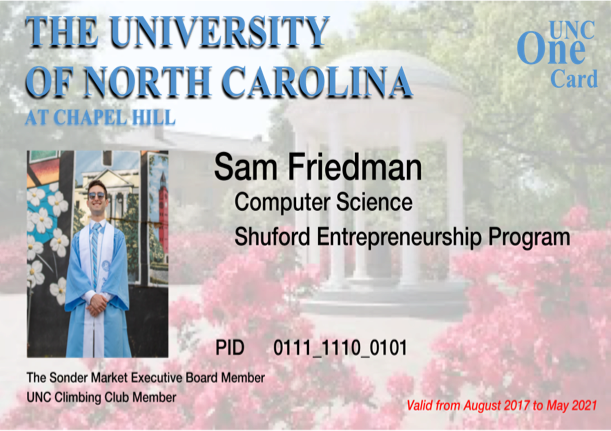 THE UNIVERSITY
OF NORTH CAROLINA
AT CHAPEL HILL
UNC
One
Card
Sam Friedman
Computer Science
Shuford Entrepreneurship Program
PID 0111_1110_0101
The Sonder Market Executive Board Member
UNC Climbing Club Member
Valid from August 2017 to May 2021